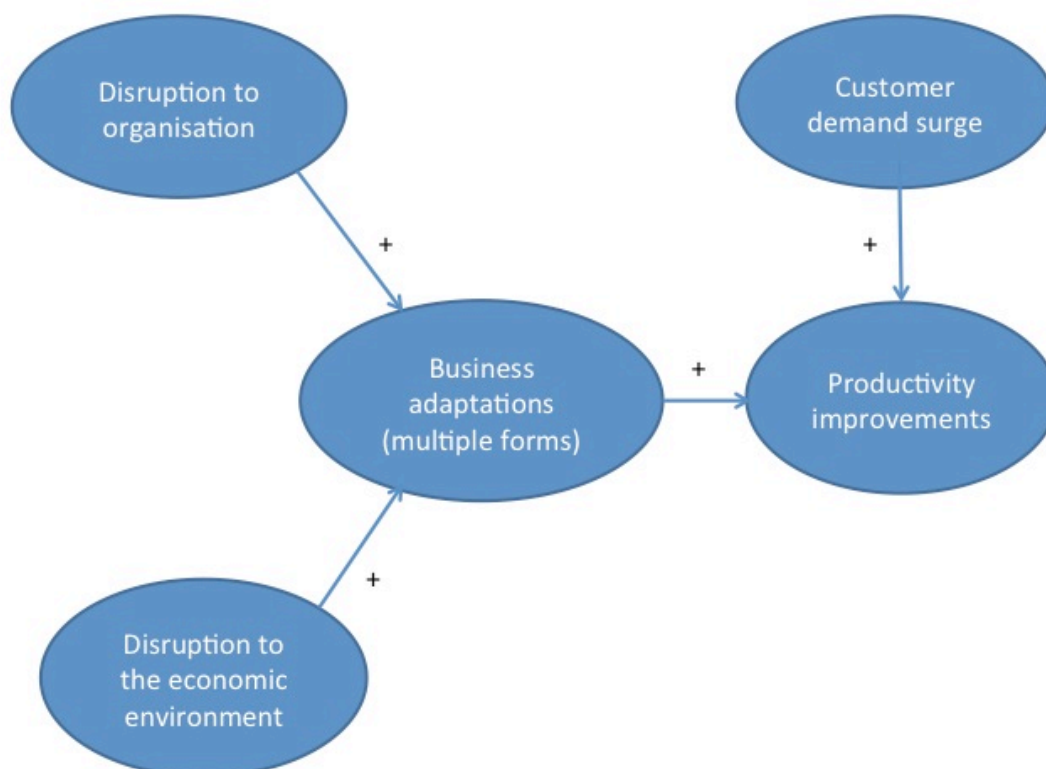 Disruption to
organisation
Customer
demand surge
+
+
Business
adaptations
(multiple forms)
+
Productivity
improvements
+
Disruption to
the economic
environment